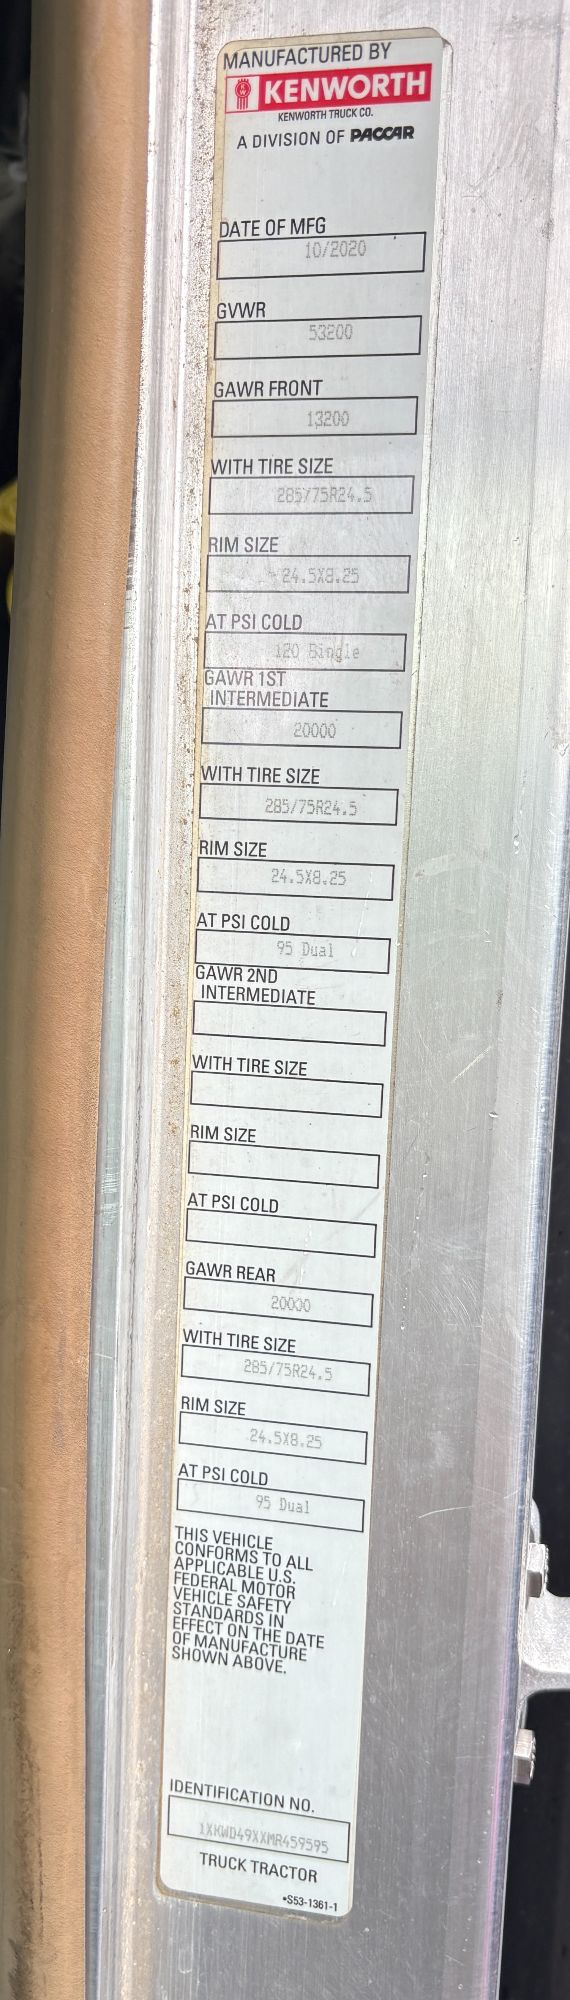 MANUFACTURED BY
KENWORTH
KENWORTH TRUCK CO.
A DIVISION OF PACCAR
DATE OF MFG
10/2020
GVWR
53200
GAWR FRONT
13200
WITH TIRE SIZE
285/75R24.5
RIM SIZE
24.5X8.25
AT PSI COLD
120 Single
GAWR 1ST
INTERMEDIATE
20000
WITH TIRE SIZE
285/75R24.5
RIM SIZE
24.5X8.25
AT PSI COLD
95 Dual
GAWR 2ND
INTERMEDIATE
WITH TIRE SIZE
RIM SIZE
AT PSI COLD
GAWR REAR
20000
WITH TIRE SIZE
285/75R24.5
RIM SIZE
24.5X8.25
AT PSI COLD
95 Dual
THIS VEHICLE
CONFORMS TO ALL
APPLICABLE U.S.
FEDERAL MOTOR
VEHICLE SAFETY
STANDARDS IN
EFFECT ON THE DATE
OF MANUFACTURE
SHOWN ABOVE.
IDENTIFICATION NO.
1XKWD49XXMR459595
TRUCK TRACTOR
•S53-1361-1